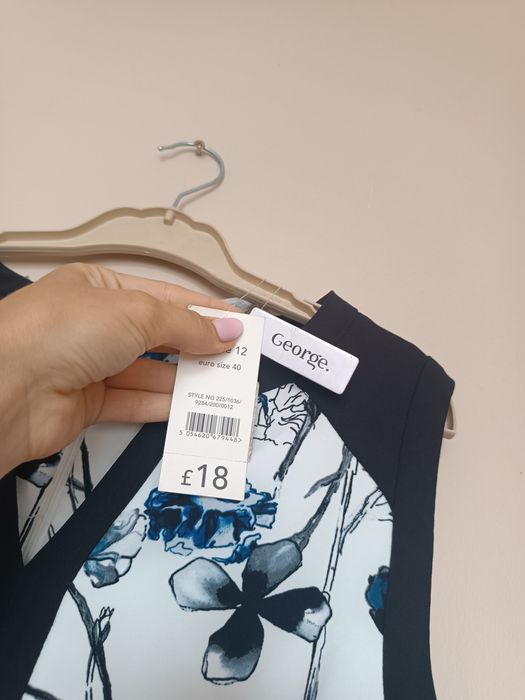 12
euro size 40
STYLE NO 225/1036/
9284/200/0012
5 054620 679448>
£18
George.